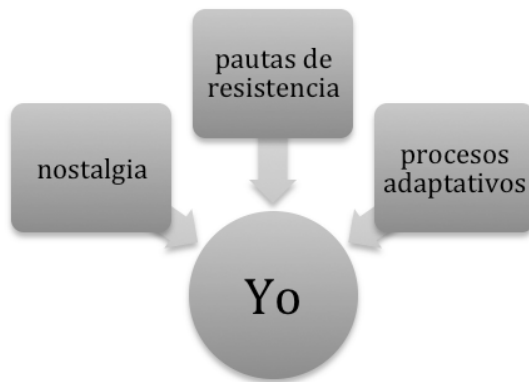 pautas de
resistencia
nostalgia
procesos
adaptativos
Yo